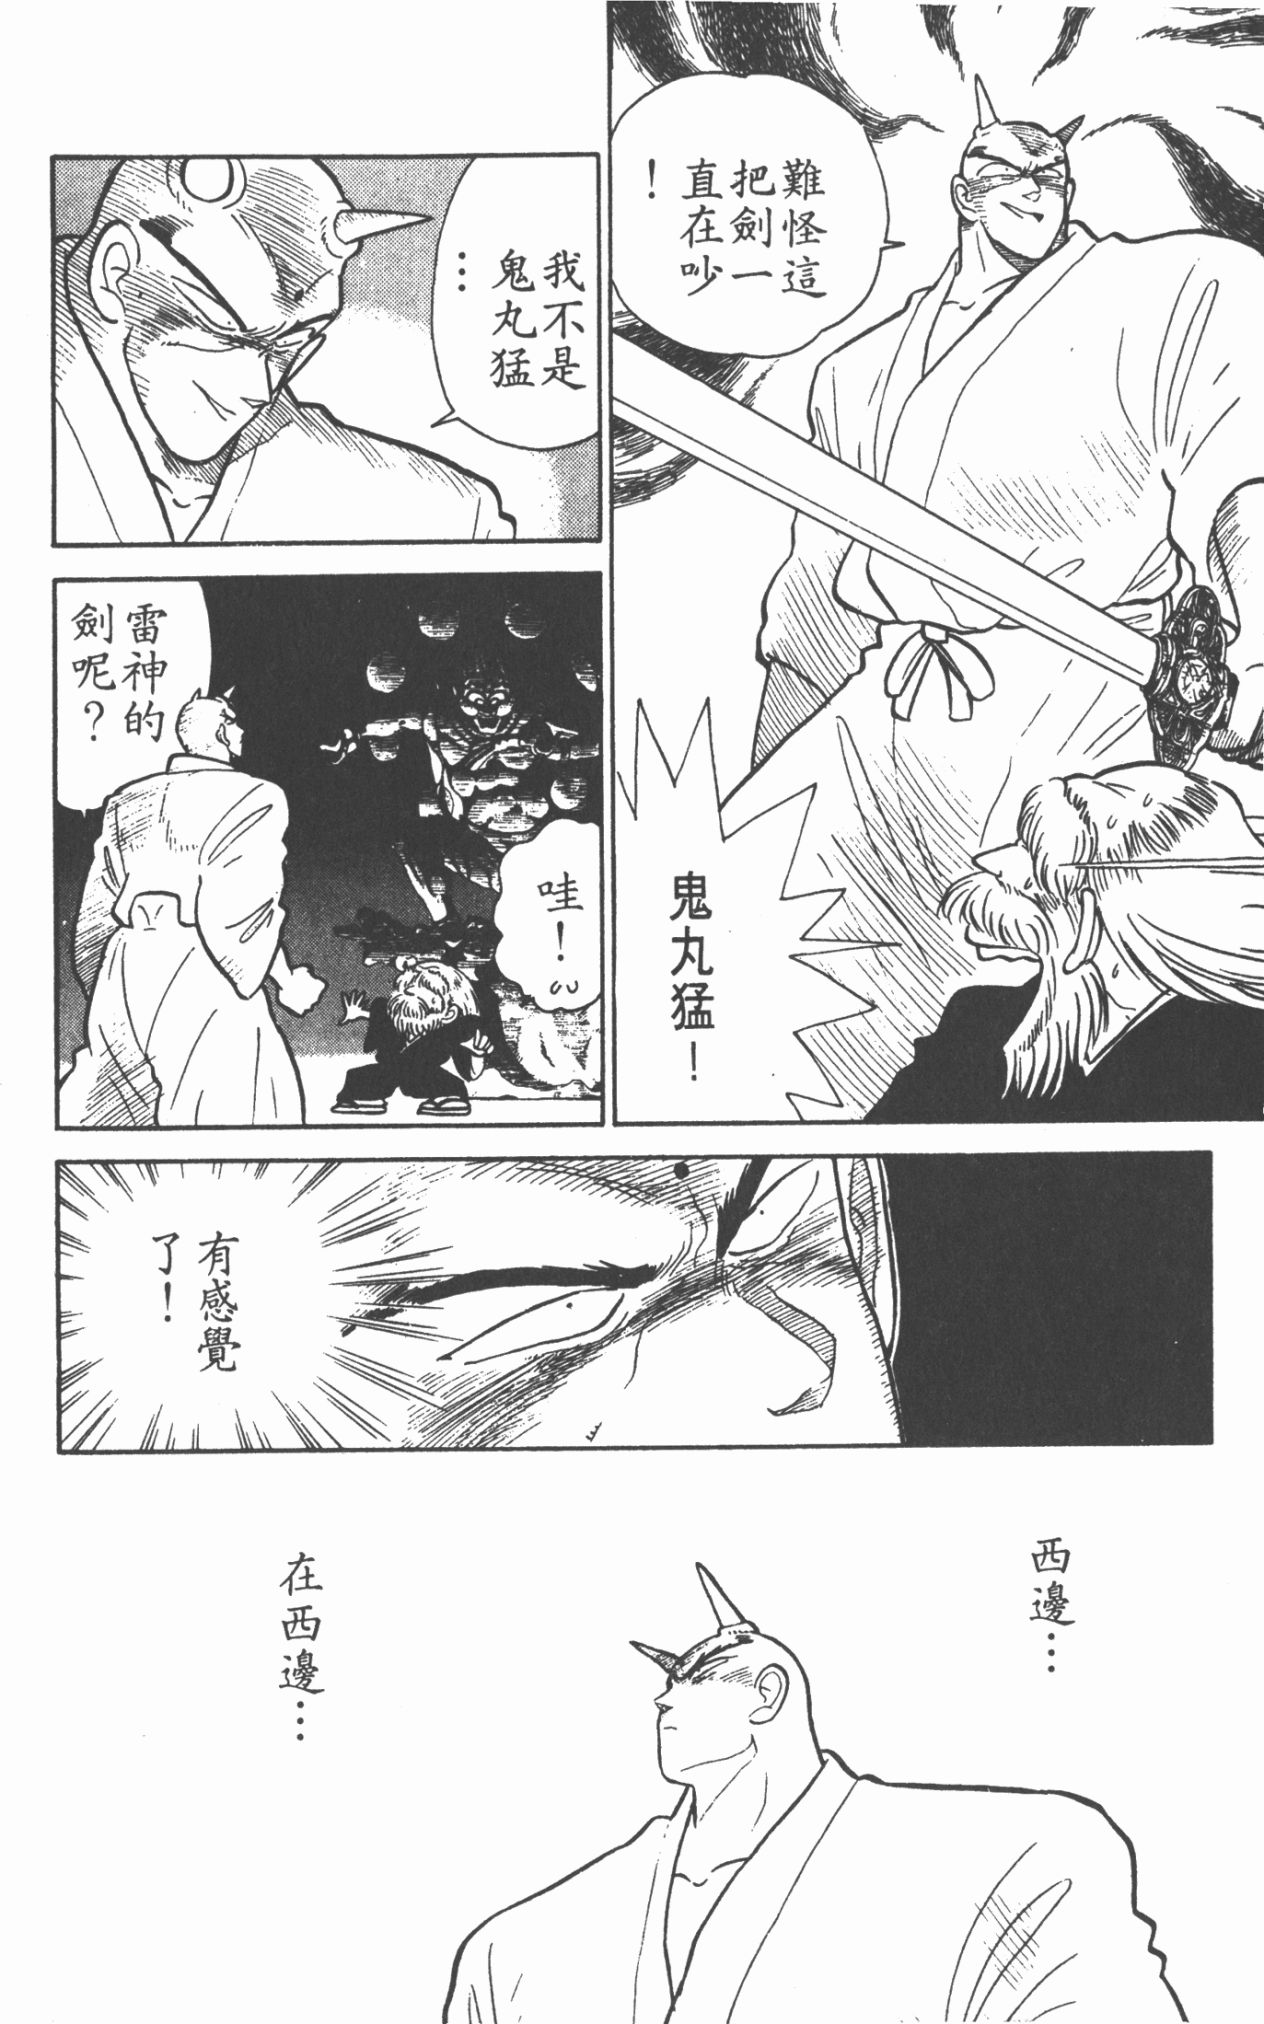 難怪這
把劍一
直在吵
！
鬼丸猛！
我不是
鬼丸猛
…
雷神的
劍呢？
哇！
有感覺
了！
西邊…
在西邊…